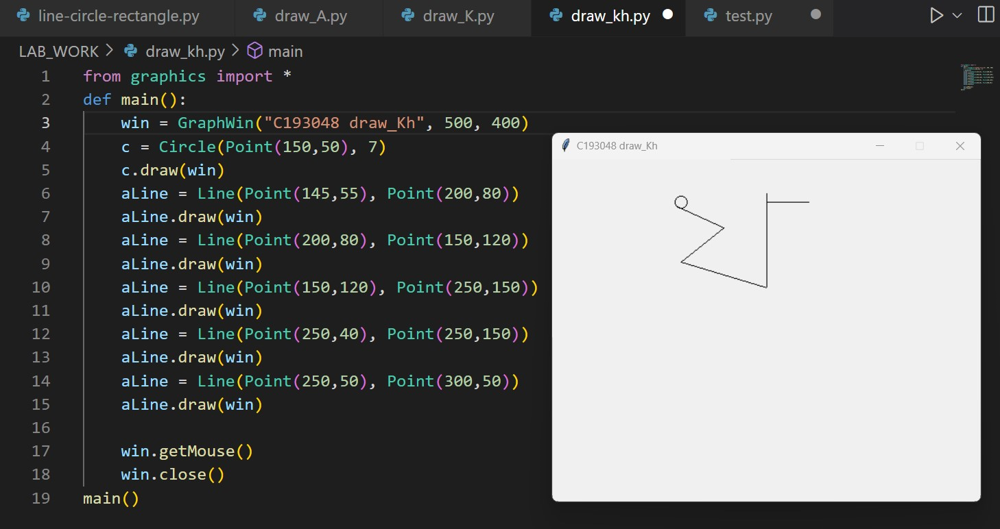 line-circle-rectangle.py draw_A.py draw_K.py draw_kh.py test.py
LAB_WORK > draw_kh.py > main
1 from graphics import *
2 def main():
3     win = GraphWin("C193048 draw_Kh", 500, 400)
4     c = Circle(Point(150,50), 7)
5     c.draw(win)
6     aLine = Line(Point(145,55), Point(200,80))
7     aLine.draw(win)
8     aLine = Line(Point(200,80), Point(150,120))
9     aLine.draw(win)
10     aLine = Line(Point(150,120), Point(250,150))
11     aLine.draw(win)
12     aLine = Line(Point(250,40), Point(250,150))
13     aLine.draw(win)
14     aLine = Line(Point(250,50), Point(300,50))
15     aLine.draw(win)
16
17     win.getMouse()
18     win.close()
19 main()
C193048 draw_Kh